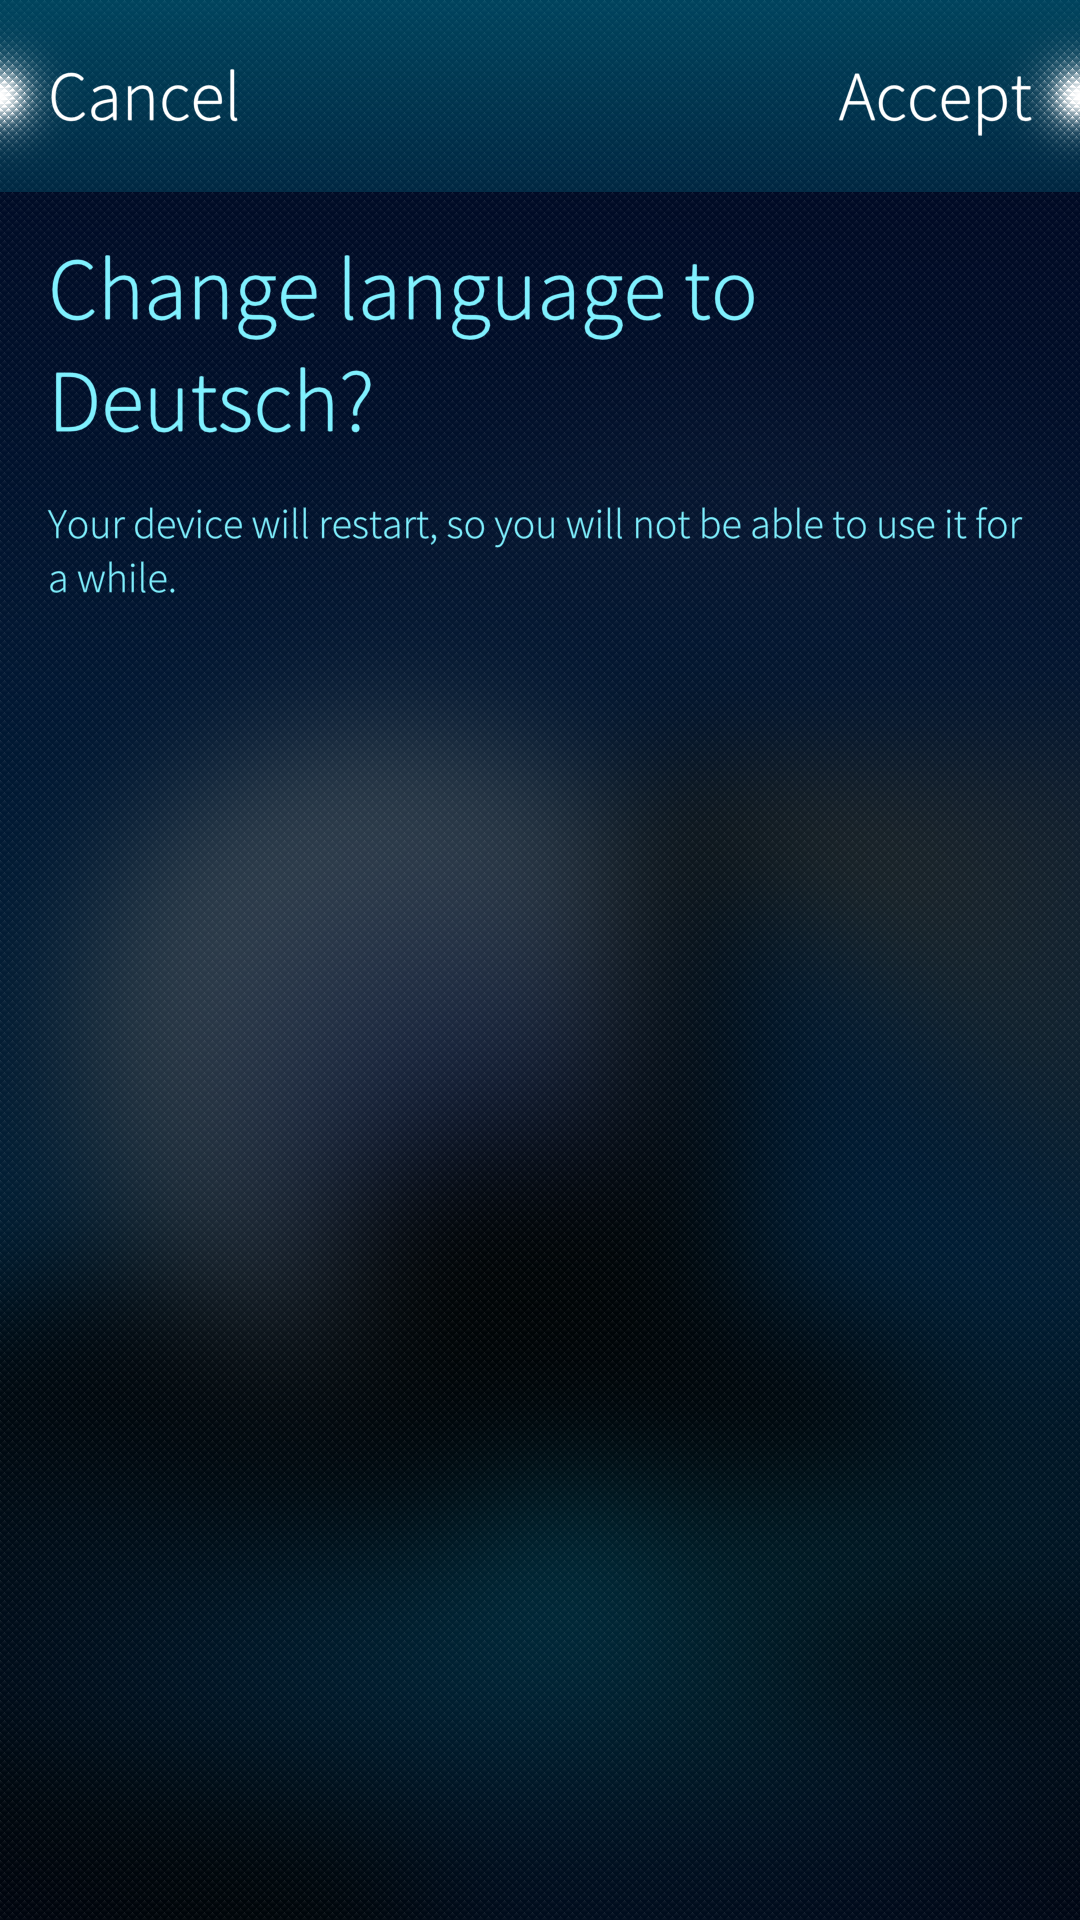 Cancel
Accept
Change language to
Deutsch?
Your device will restart, so you will not be able to use it for
a while.